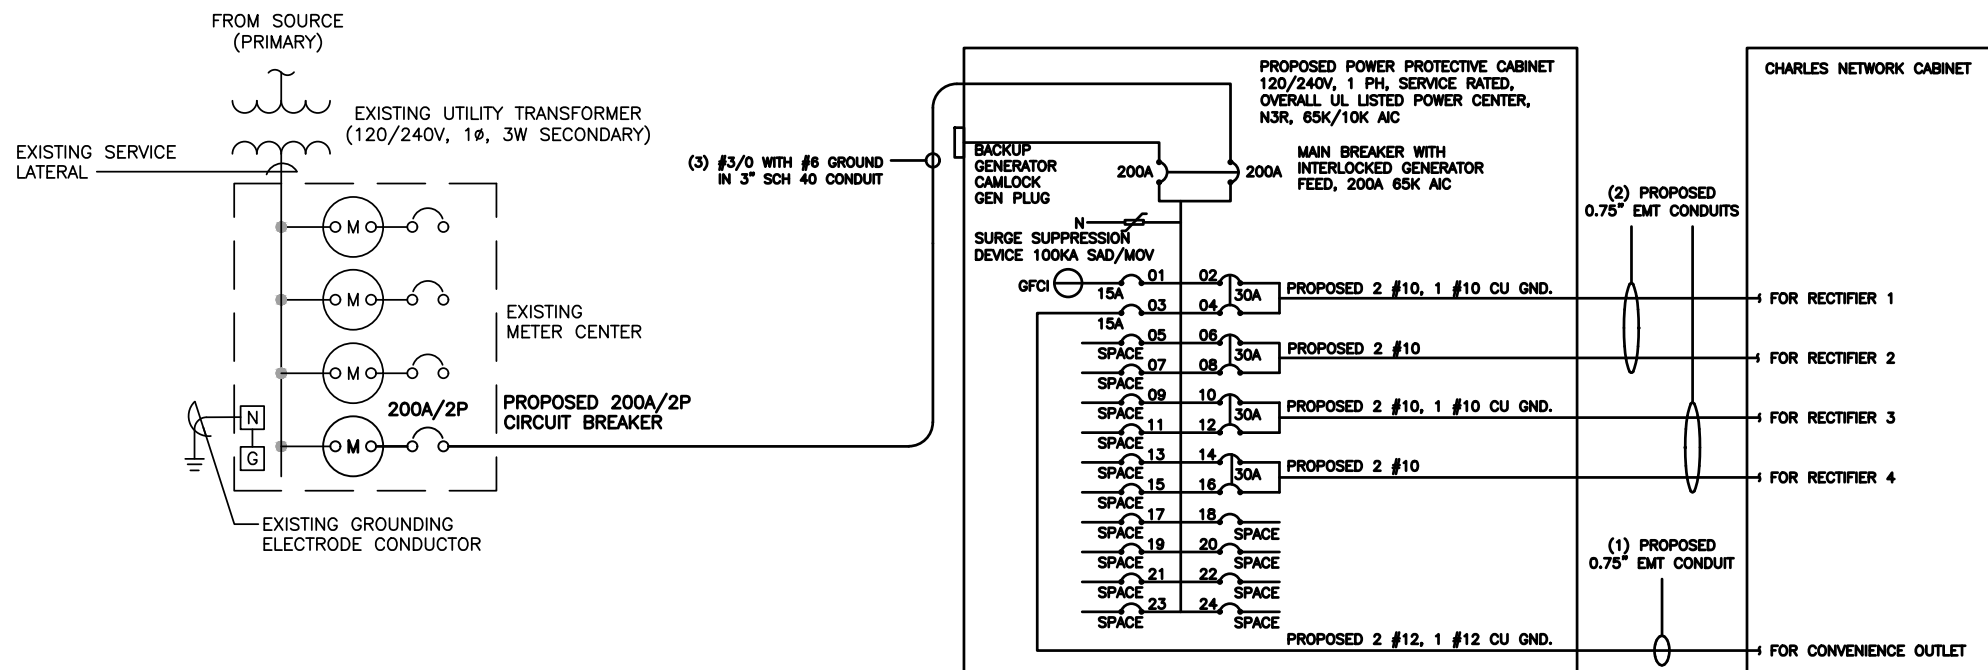 FROM SOURCE
(PRIMARY)
EXISTING UTILITY TRANSFORMER
(120/240V, 1ø, 3W SECONDARY)
EXISTING SERVICE
LATERAL
M
M
EXISTING
METER CENTER
M
200A/2P
M
N
G
PROPOSED 200A/2P
CIRCUIT BREAKER
EXISTING GROUNDING
ELECTRODE CONDUCTOR
(3) #3/0 WITH #6 GROUND
IN 3" SCH 40 CONDUIT
PROPOSED POWER PROTECTIVE CABINET
120/240V, 1 PH, SERVICE RATED,
OVERALL UL LISTED POWER CENTER,
N3R, 65K/10K AIC
BACKUP
GENERATOR
CAMLOCK
GEN PLUG
200A
200A
MAIN BREAKER WITH
INTERLOCKED GENERATOR
FEED, 200A 65K AIC
N
SURGE SUPPRESSION
DEVICE 100KA SAD/MOV
GFCI
01 02
15A 30A
03 04
15A
PROPOSED 2 #10, 1 #10 CU GND.
05 06
SPACE 30A
07 08
SPACE
PROPOSED 2 #10
09 10
SPACE 30A
11 12
SPACE
PROPOSED 2 #10, 1 #10 CU GND.
13 14
SPACE 30A
15 16
SPACE
PROPOSED 2 #10
17 18
SPACE SPACE
19 20
SPACE SPACE
21 22
SPACE SPACE
23 24
SPACE SPACE
PROPOSED 2 #12, 1 #12 CU GND.
(2) PROPOSED
0.75" EMT CONDUITS
(1) PROPOSED
0.75" EMT CONDUIT
CHARLES NETWORK CABINET
FOR RECTIFIER 1
FOR RECTIFIER 2
FOR RECTIFIER 3
FOR RECTIFIER 4
FOR CONVENIENCE OUTLET